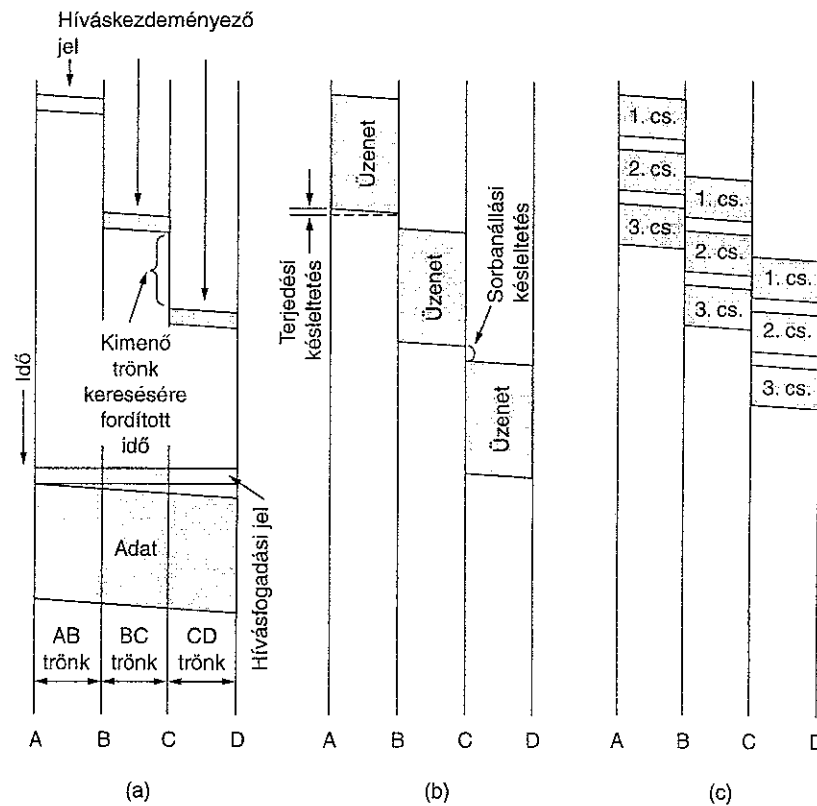 Híváskezdeményező
jel
Kimenő
trönk
keresésére
fordított
idő
Idő
Adat
Hívásfogadási jel
AB
trönk
BC
trönk
CD
trönk
A
B
C
D
(a)
Üzenet
Terjedési
késleltetés
Üzenet
Sorbanállási
késleltetés
Üzenet
A
B
C
D
(b)
1. cs.
2. cs.
3. cs.
1. cs.
2. cs.
3. cs.
1. cs.
2. cs.
3. cs.
A
B
C
D
(c)